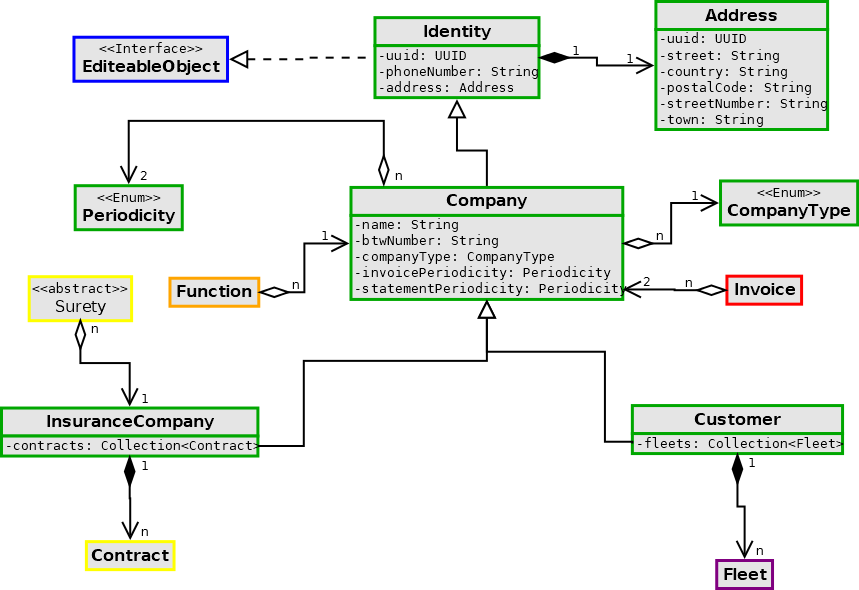 <<Interface>>
EditeableObject
Identity
-uuid: UUID
-phoneNumber: String
-address: Address
1
1
Address
-uuid: UUID
-street: String
-country: String
-postalCode: String
-streetNumber: String
-town: String
2
n
<<Enum>>
Periodicity
Company
-name: String
-btwNumber: String
-companyType: CompanyType
-invoicePeriodicity: Periodicity
-statementPeriodicity: Periodicity
n
1
<<Enum>>
CompanyType
1
n
Function
2
n
Invoice
<<abstract>>
Surety
n
1
InsuranceCompany
-contracts: Collection<Contract>
1
n
Contract
Customer
-fleets: Collection<Fleet>
1
n
Fleet